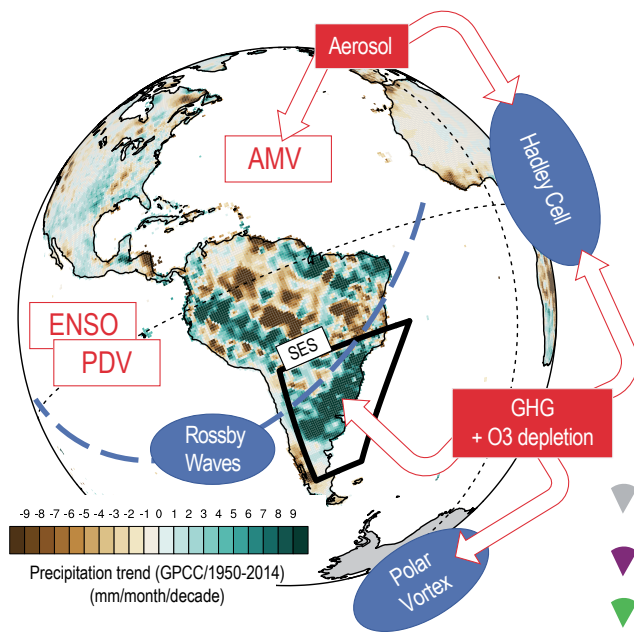 Aerosol
AMV
Hadley Cell
ENSO
PDV
SES
GHG
+ O3 depletion
Rossby
Waves
-9 -8 -7 -6 -5 -4 -3 -2 -1 0 1 2 3 4 5 6 7 8 9
Precipitation trend (GPCC/1950-2014)
(mm/month/decade)
Polar
Vortex